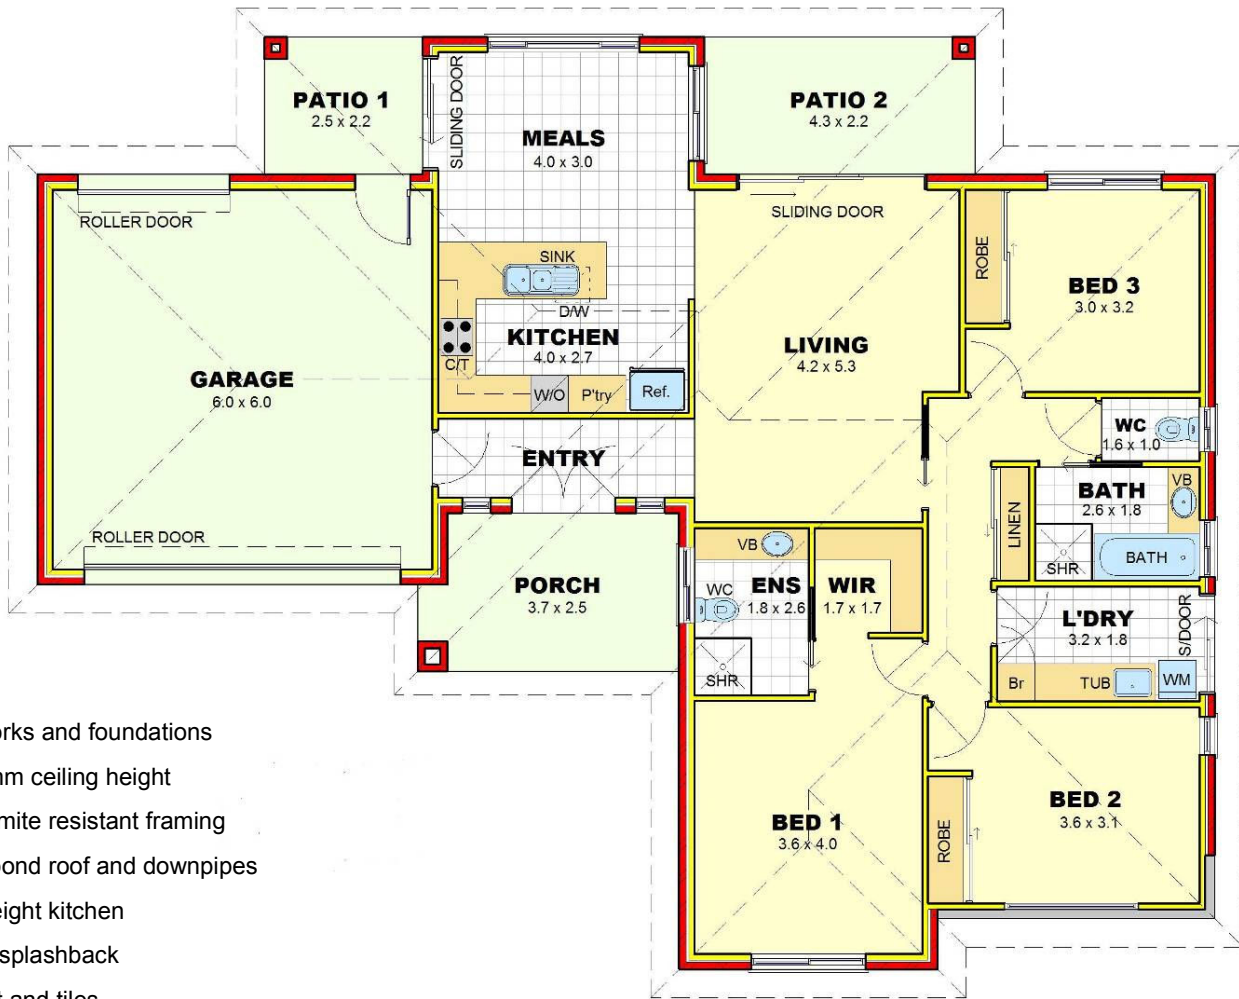 PATIO 1
2.5 x 2.2
SLIDING DOOR
MEALS
4.0 x 3.0
PATIO 2
4.3 x 2.2
ROLLER DOOR
SLIDING DOOR
ROBE
BED 3
3.0 x 3.2
SINK
D/W
KITCHEN
4.0 x 2.7
C/T
W/O
P'try
Ref.
LIVING
4.2 x 5.3
GARAGE
6.0 x 6.0
ENTRY
WC
1.6 x 1.0
BATH
2.6 x 1.8
VB
LINEN
SHR
BATH
ROLLER DOOR
PORCH
3.7 x 2.5
VB
WC
ENS
1.8 x 2.6
WIR
1.7 x 1.7
SHR
L'DRY
3.2 x 1.8
S/DOOR
Br
TUB
WM
BED 1
3.6 x 4.0
ROBE
BED 2
3.6 x 3.1
and foundations
ceiling height
resistant framing
roof and downpipes
kitchen
splashback
and tiles